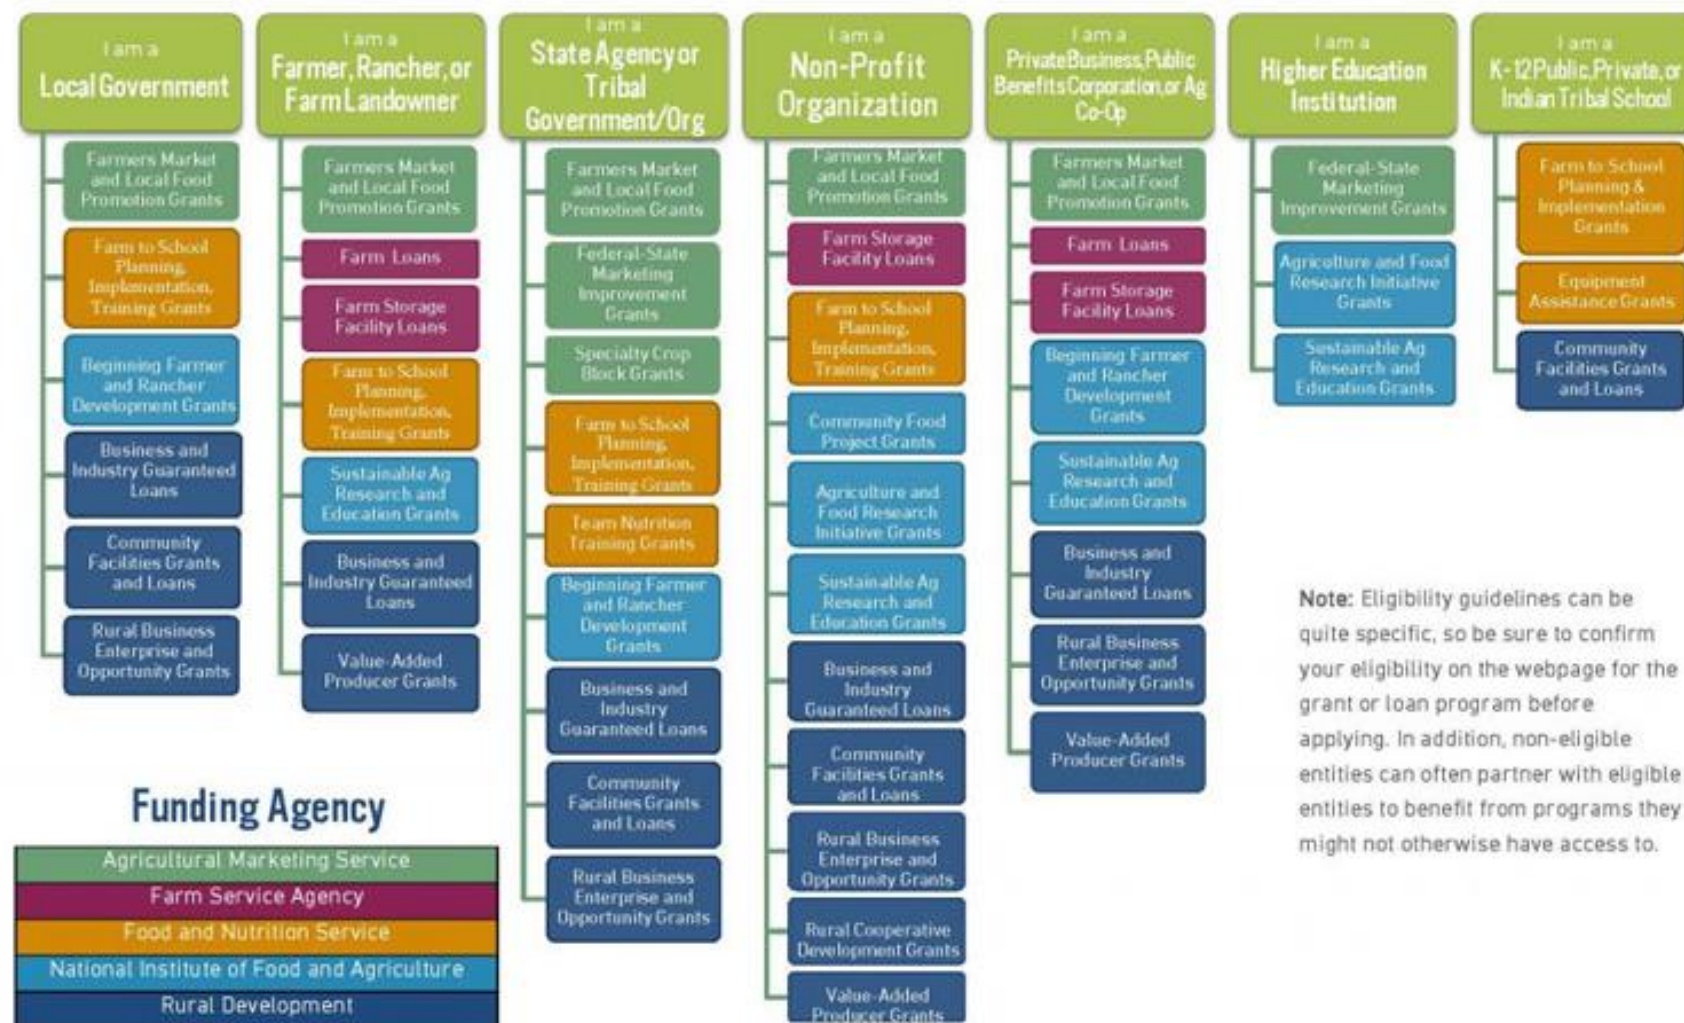 I am a
Local Government
Farmers Market
and Local Food
Promotion Grants
Farm to School
Planning,
Implementation,
Training Grants
Beginning Farmer
and Rancher
Development Grants
Business and
Industry Guaranteed
Loans
Community
Facilities Grants
and Loans
Rural Business
Enterprise and
Opportunity Grants
I am a
Farmer, Rancher, or
Farm Landowner
Farmers Market
and Local Food
Promotion Grants
Farm Loans
Farm Storage
Facility Loans
Farm to School
Planning,
Implementation,
Training Grants
Sustainable Ag
Research and
Education Grants
Business and
Industry Guaranteed
Loans
Value-Added
Producer Grants
I am a
State Agency or
Tribal
Government/Org
Farmers Market
and Local Food
Promotion Grants
Federal-State
Marketing
Improvement
Grants
Specialty Crop
Block Grants
Farm to School
Planning,
Implementation,
Training Grants
Team Nutrition
Training Grants
Beginning Farmer
and Rancher
Development
Grants
Business and
Industry
Guaranteed Loans
Community
Facilities Grants
and Loans
Rural Business
Enterprise and
Opportunity Grants
I am a
Non-Profit
Organization
Farmers Market
and Local Food
Promotion Grants
Farm Storage
Facility Loans
Farm to School
Planning,
Implementation,
Training Grants
Community Food
Project Grants
Agriculture and
Food Research
Initiative Grants
Sustainable Ag
Research and
Education Grants
Business and
Industry
Guaranteed Loans
Community
Facilities Grants
and Loans
Rural Business
Enterprise and
Opportunity Grants
Rural Cooperative
Development Grants
Value-Added
Producer Grants
I am a
Private Business, Public
Benefits Corporation, or Ag
Co-Op
Farmers Market
and Local Food
Promotion Grants
Farm Loans
Farm Storage
Facility Loans
Beginning Farmer
and Rancher
Development
Grants
Sustainable Ag
Research and
Education Grants
Business and
Industry
Guaranteed Loans
Rural Business
Enterprise and
Opportunity Grants
Value-Added
Producer Grants
I am a
Higher Education
Institution
Federal-State
Marketing
Improvement Grants
Agriculture and Food
Research Initiative
Grants
Sustainable Ag
Research and
Education Grants
I am a
K-12 Public, Private, or
Indian Tribal School
Farm to School
Planning &
Implementation
Grants
Equipment
Assistance Grants
Community
Facilities Grants
and Loans
Note: Eligibility guidelines can be
quite specific, so be sure to confirm
your eligibility on the webpage for the
grant or loan program before
applying. In addition, non-eligible
entities can often partner with eligible
entities to benefit from programs they
might not otherwise have access to.
Funding Agency
Agricultural Marketing Service
Farm Service Agency
Food and Nutrition Service
National Institute of Food and Agriculture
Rural Development